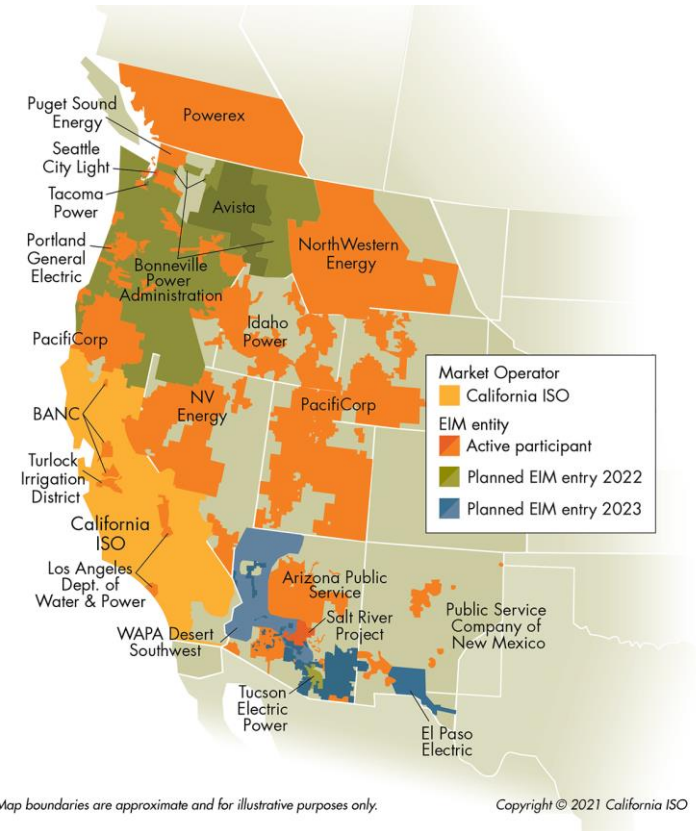 Powerex
Puget Sound
Energy
Seattle
City Light
Tacoma
Power
Avista
Portland
General
Electric
Bonneville
Power
Administration
NorthWestern
Energy
PacifiCorp
Idaho
Power
BANC
NV
Energy
PacifiCorp
Turlock
Irrigation
District
California
ISO
Los Angeles
Dept. of
Water & Power
WAPA Desert
Southwest
Arizona Public
Service
Salt River
Project
Public Service
Company of
New Mexico
Tucson
Electric
Power
El Paso
Electric
Market Operator
California ISO
EIM entity
Active participant
Planned EIM entry 2022
Planned EIM entry 2023
Map boundaries are approximate and for illustrative purposes only.
Copyright © 2021 California ISO